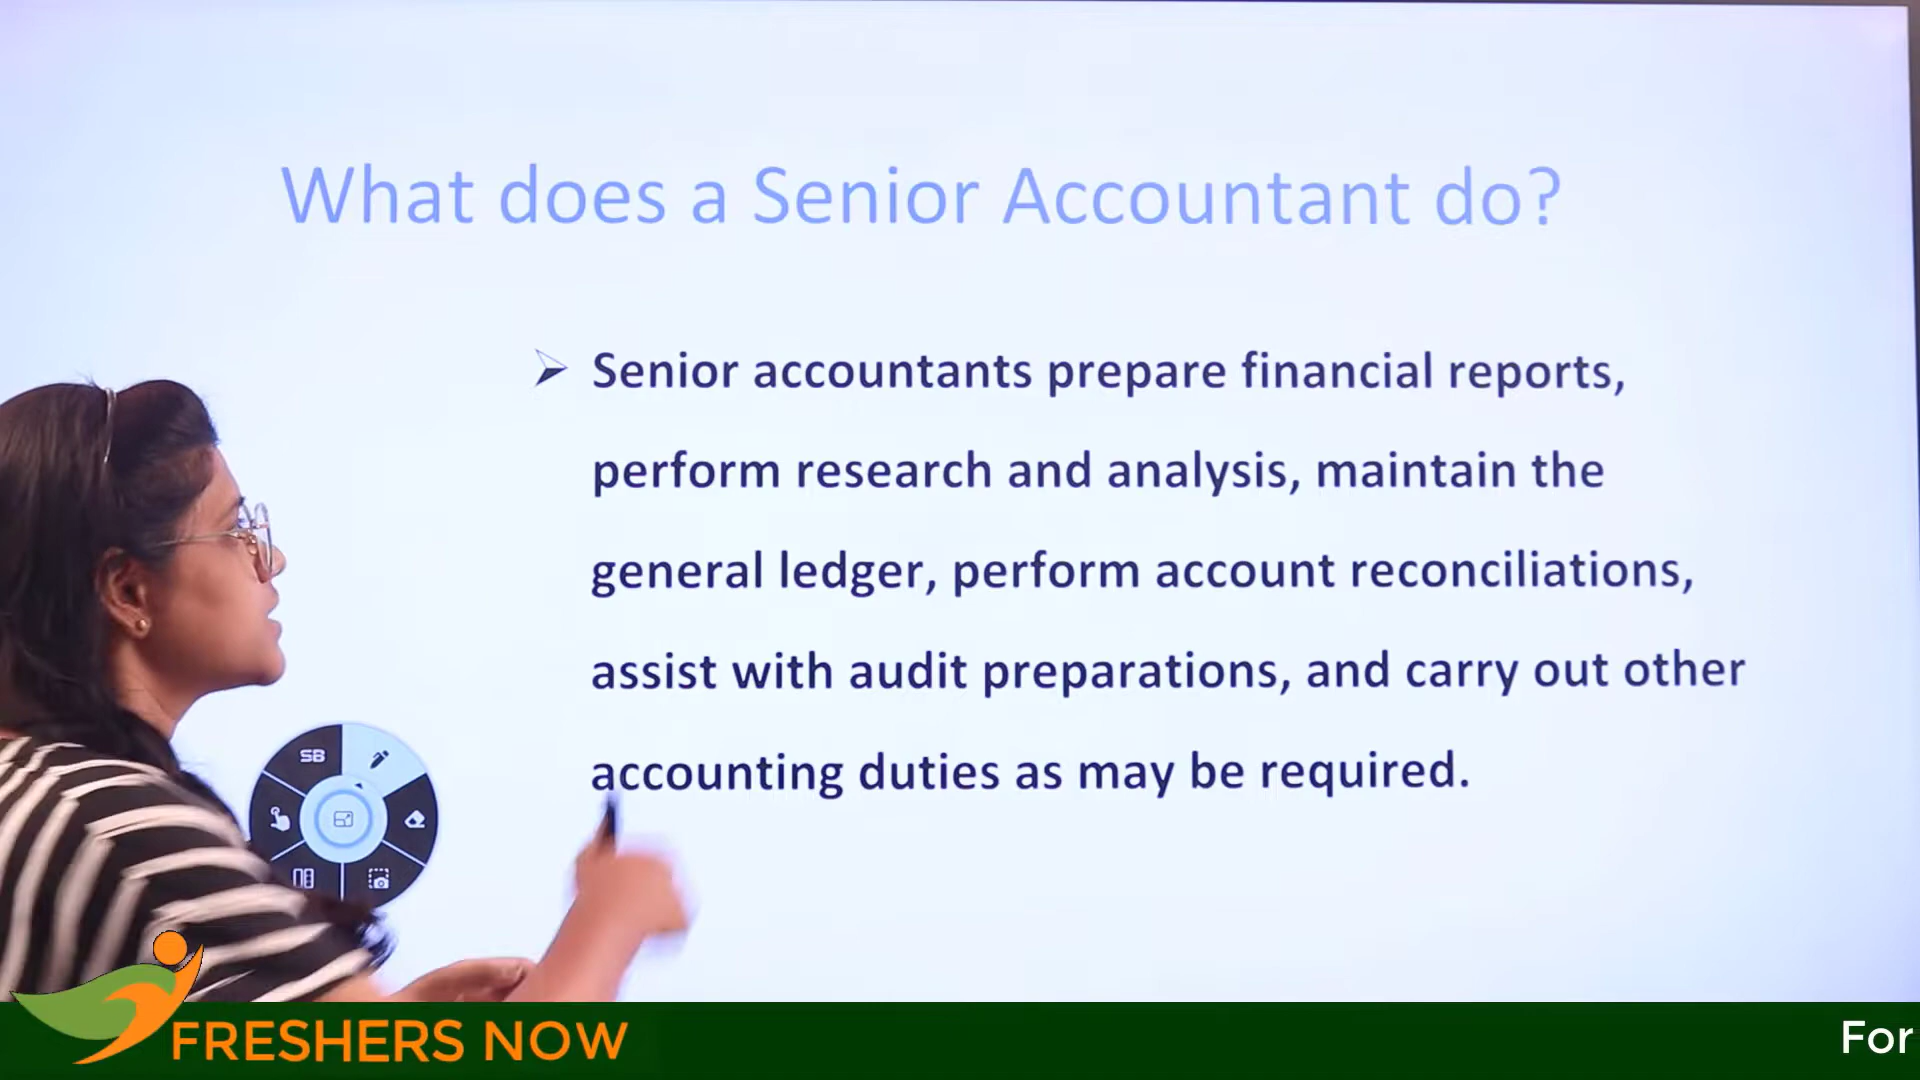 What does a Senior Accountant do?
➢ Senior accountants prepare financial reports,
perform research and analysis, maintain the
general ledger, perform account reconciliations,
assist with audit preparations, and carry out other
accounting duties as may be required.
SB
FRESHERS NOW
For